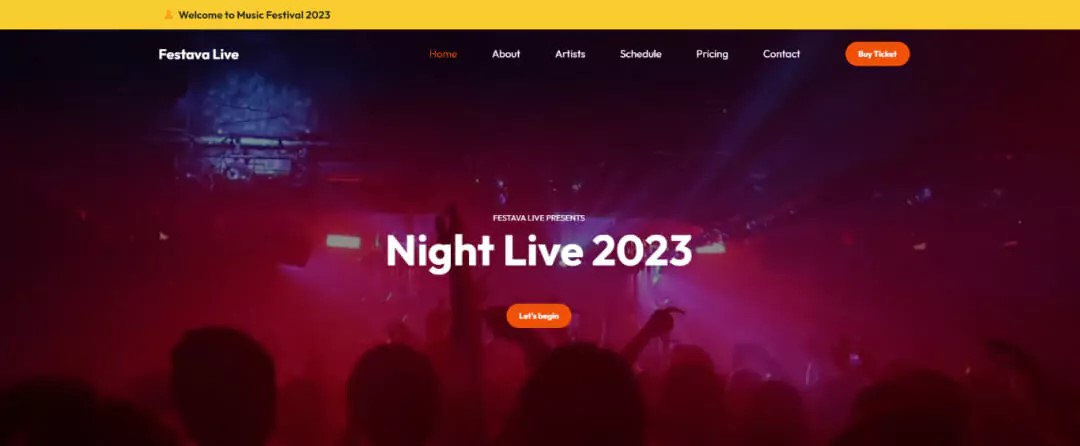 Welcome to Music Festival 2023
Festava Live
Home About Artists Schedule Pricing Contact Buy Ticket
FESTAVA LIVE PRESENTS
Night Live 2023
Let's begin